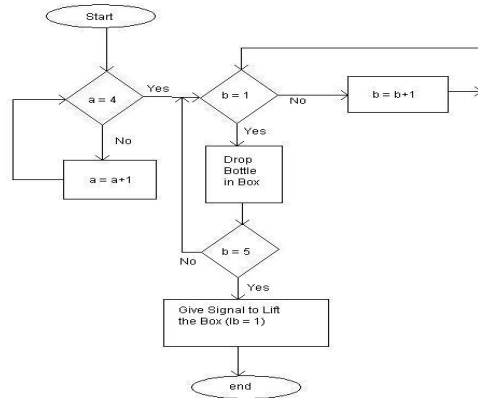 Start
a = 4
Yes
No
a = a+1
b = 1
No
b = b+1
Yes
Drop
Bottle
in Box
b = 5
No
Yes
Give Signal to Lift
the Box (lb = 1)
end